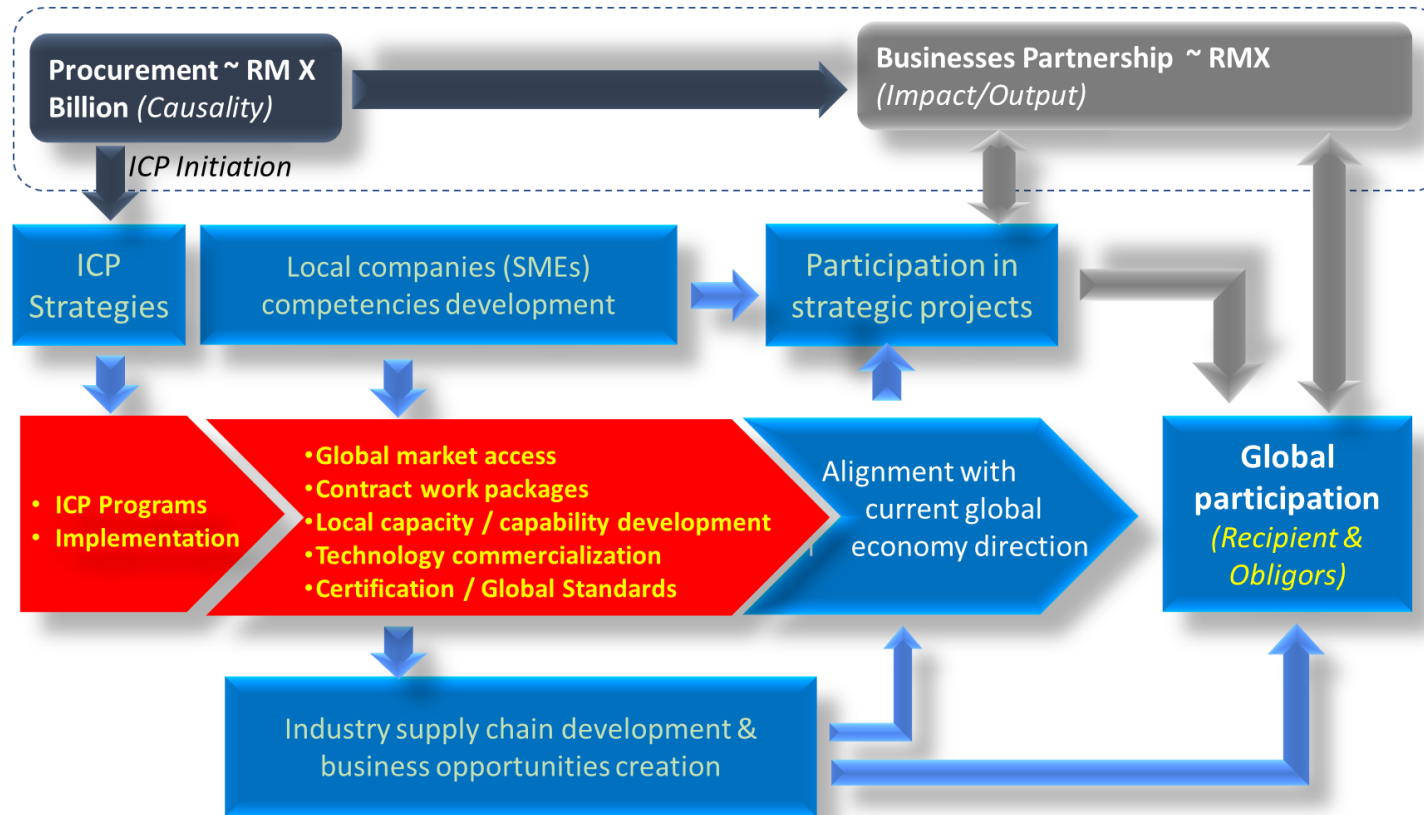 Procurement ~ RM X
Billion (Causality)
Businesses Partnership ~ RMX
(Impact/Output)
ICP Initiation
ICP
Strategies
Local companies (SMEs)
competencies development
Participation in
strategic projects
• ICP Programs
• Implementation
•Global market access
•Contract work packages
•Local capacity / capability development
•Technology commercialization
•Certification / Global Standards
Alignment with
current global
economy direction
Global
participation
(Recipient &
Obligors)
Industry supply chain development &
business opportunities creation